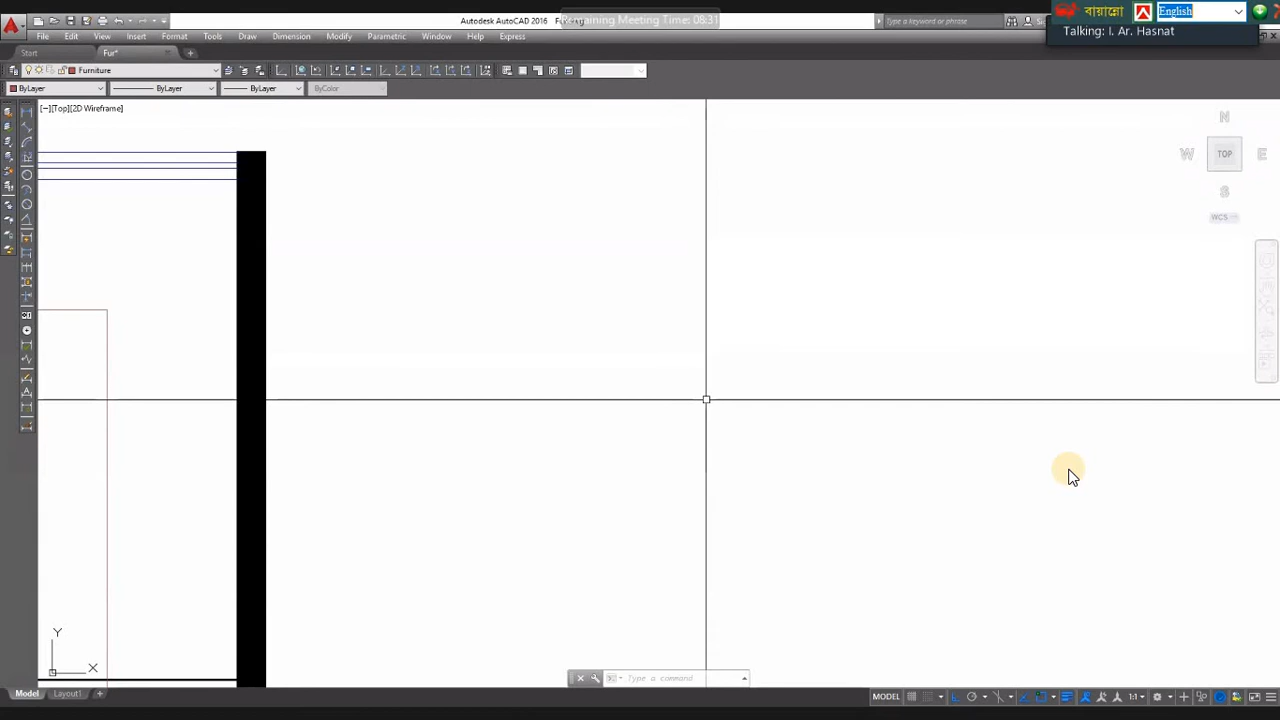 Autodesk AutoCAD 2016
Remaining Meeting Time: 08:31
Type a keyword or phrase
বায়ান্নো
English
Talking: I. Ar. Hasnat
File Edit View Insert Format Tools Draw Dimension Modify Parametric Window Help Express
Start Fur*
Furniture
ByLayer ByLayer ByLayer ByColor
[−][Top][2D Wireframe]
N
W TOP E
S
WCS
Y
X
Type a command
Model Layout1 MODEL 1:1